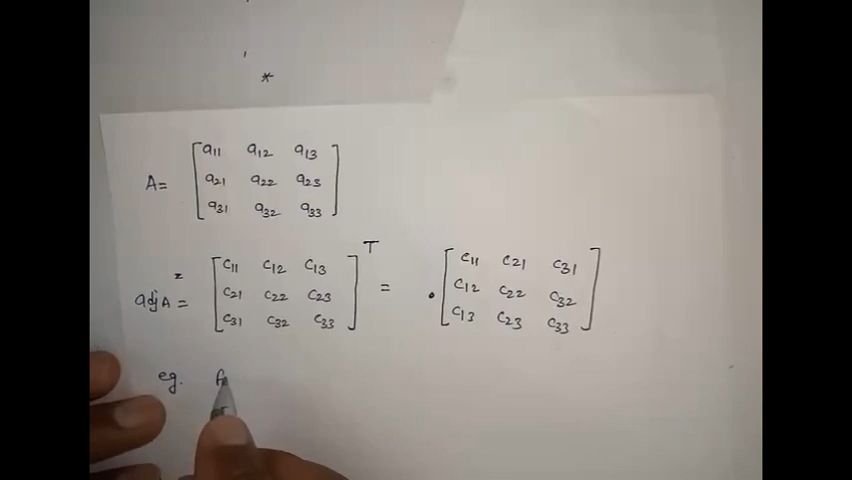 *
A= [a11 a12 a13
a21 a22 a23
a31 a32 a33]
adjA = [c11 c12 c13
c21 c22 c23
c31 c32 c33]T = [c11 c21 c31
c12 c22 c32
c13 c23 c33]
eg.